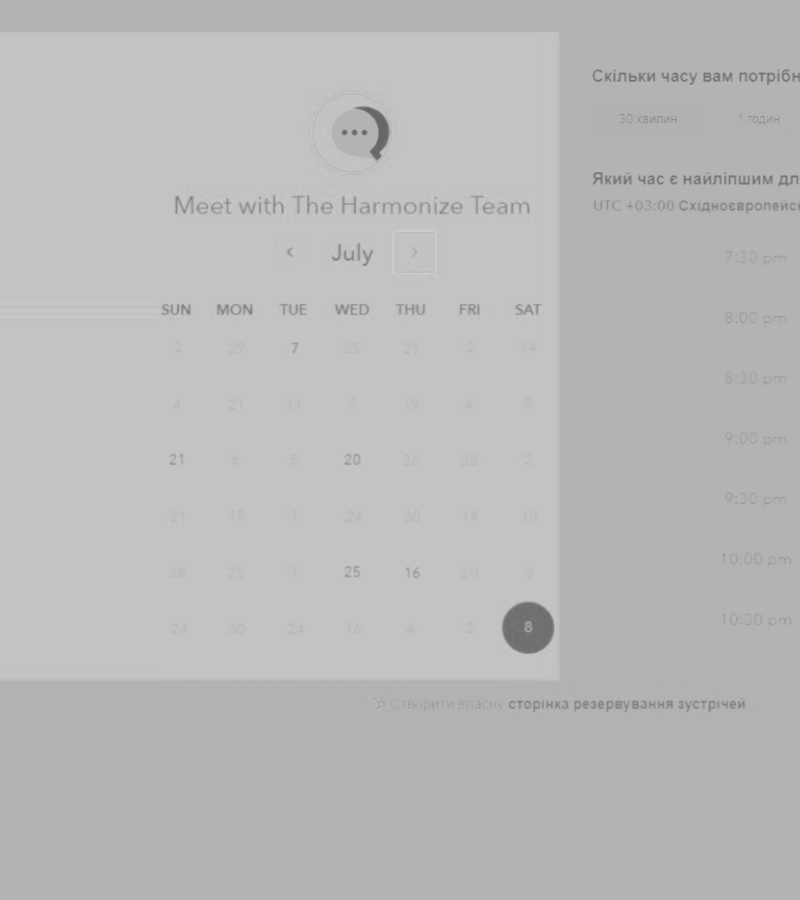 Meet with The Harmonize Team
July
SUN MON TUE WED THU FRI SAT
2 29 7 25 21 2 14
4 21 11 7 19 4 8
21 6 5 20 26 28 2
21 15 1 24 30 14 10
28 25 1 25 16 20 3
24 30 24 16 4 2 8
Скільки часу вам потрібн
30 хвилин 1 годин
Який час є найліпшим дл
UTC +03:00 Східноєвропейсь
7:30 pm
8:00 pm
8:30 pm
9:00 pm
9:30 pm
10:00 pm
10:30 pm
Створити власну сторінка резервування зустрічей